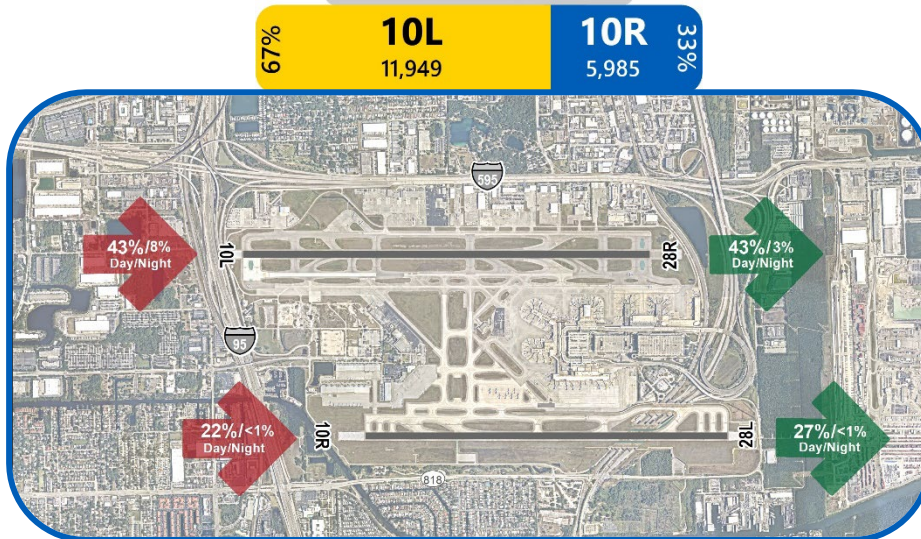 67%
10L
11,949
10R
5,985
33%
595
43%/8%
Day/Night
10L
28R
43%/3%
Day/Night
95
22%/<1%
Day/Night
10R
28L
27%/<1%
Day/Night
818